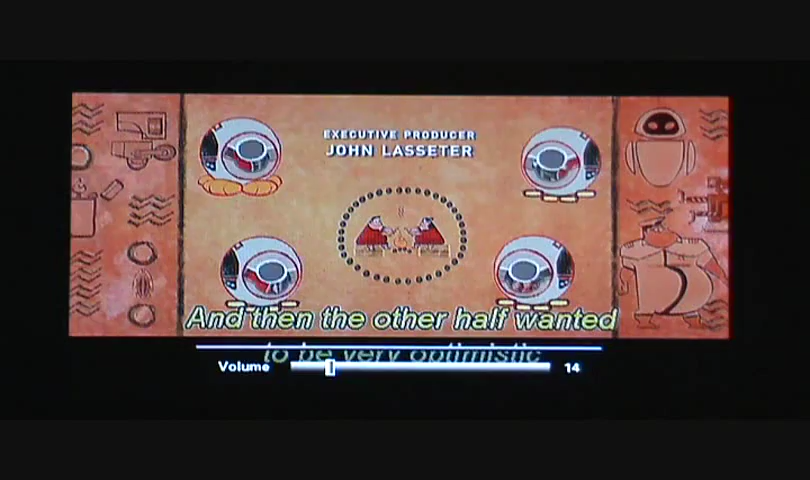 EXECUTIVE PRODUCER
JOHN LASSETER
And then the other half wanted
to be very optimistic
Volume 14